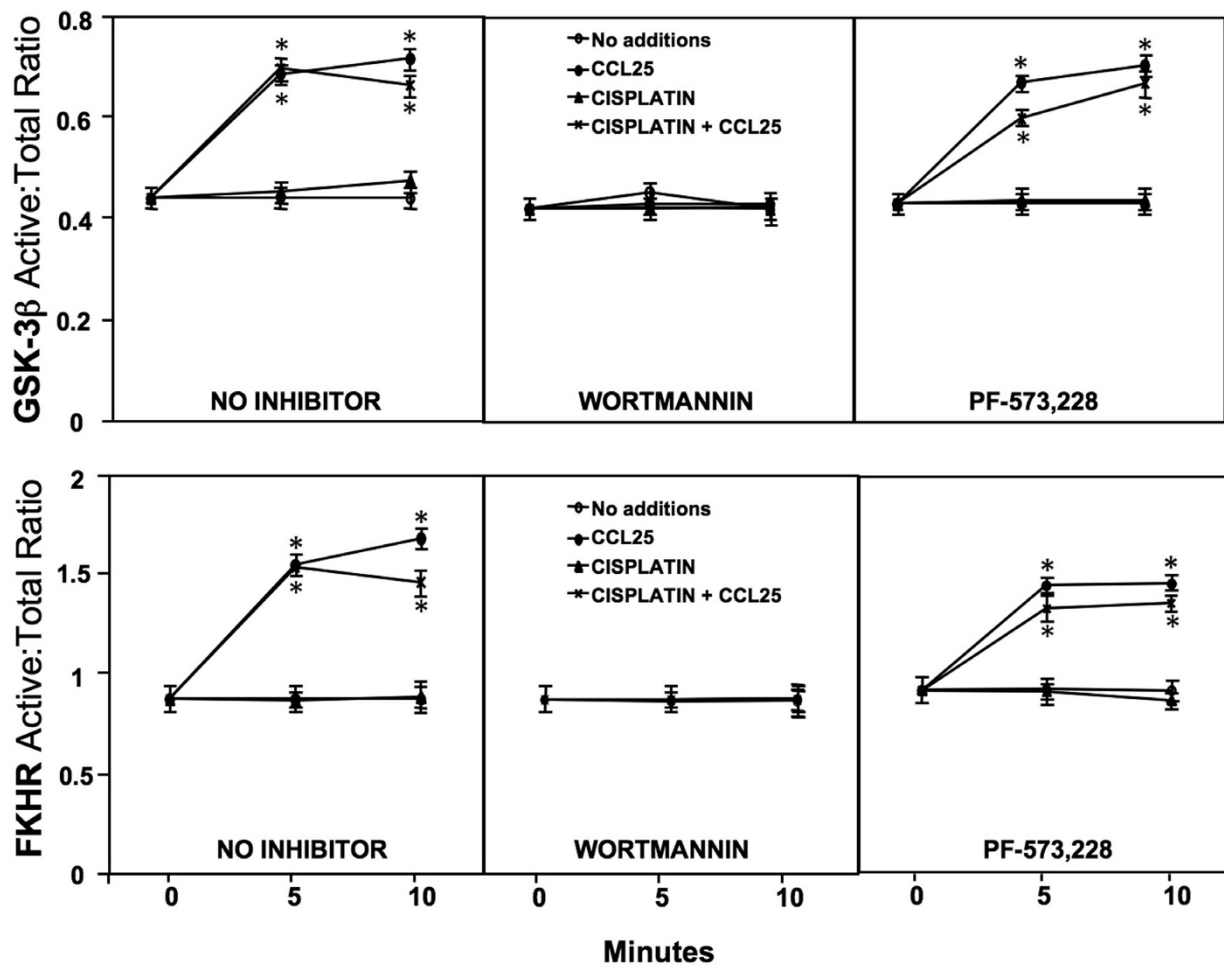 GSK-3β Active:Total Ratio
0.8
0.6
0.4
0.2
0
* * * *
No additions
CCL25
CISPLATIN
CISPLATIN + CCL25
* * * *
NO INHIBITOR
WORTMANNIN
PF-573,228
FKHR Active:Total Ratio
2
1.5
1
0.5
0
* * * *
No additions
CCL25
CISPLATIN
CISPLATIN + CCL25
* * * *
NO INHIBITOR
WORTMANNIN
PF-573,228
0 5 10 0 5 10 0 5 10
Minutes